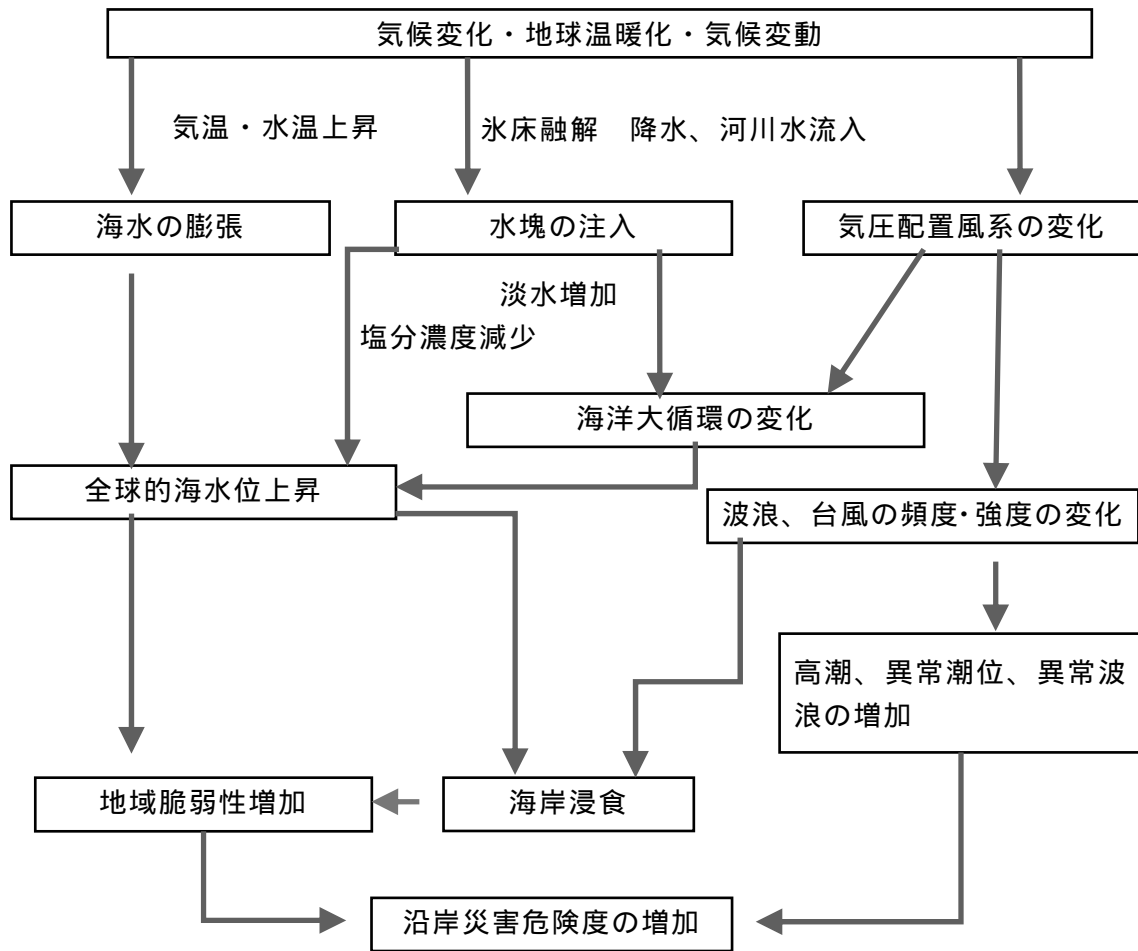 気候変化・地球温暖化・気候変動
気温・水温上昇
氷床融解　降水、河川水流入
海水の膨張
水塊の注入
気圧配置風系の変化
淡水増加
塩分濃度減少
海洋大循環の変化
全球的海水位上昇
波浪、台風の頻度・強度の変化
高潮、異常潮位、異常波
浪の増加
地域脆弱性増加
海岸浸食
沿岸災害危険度の増加